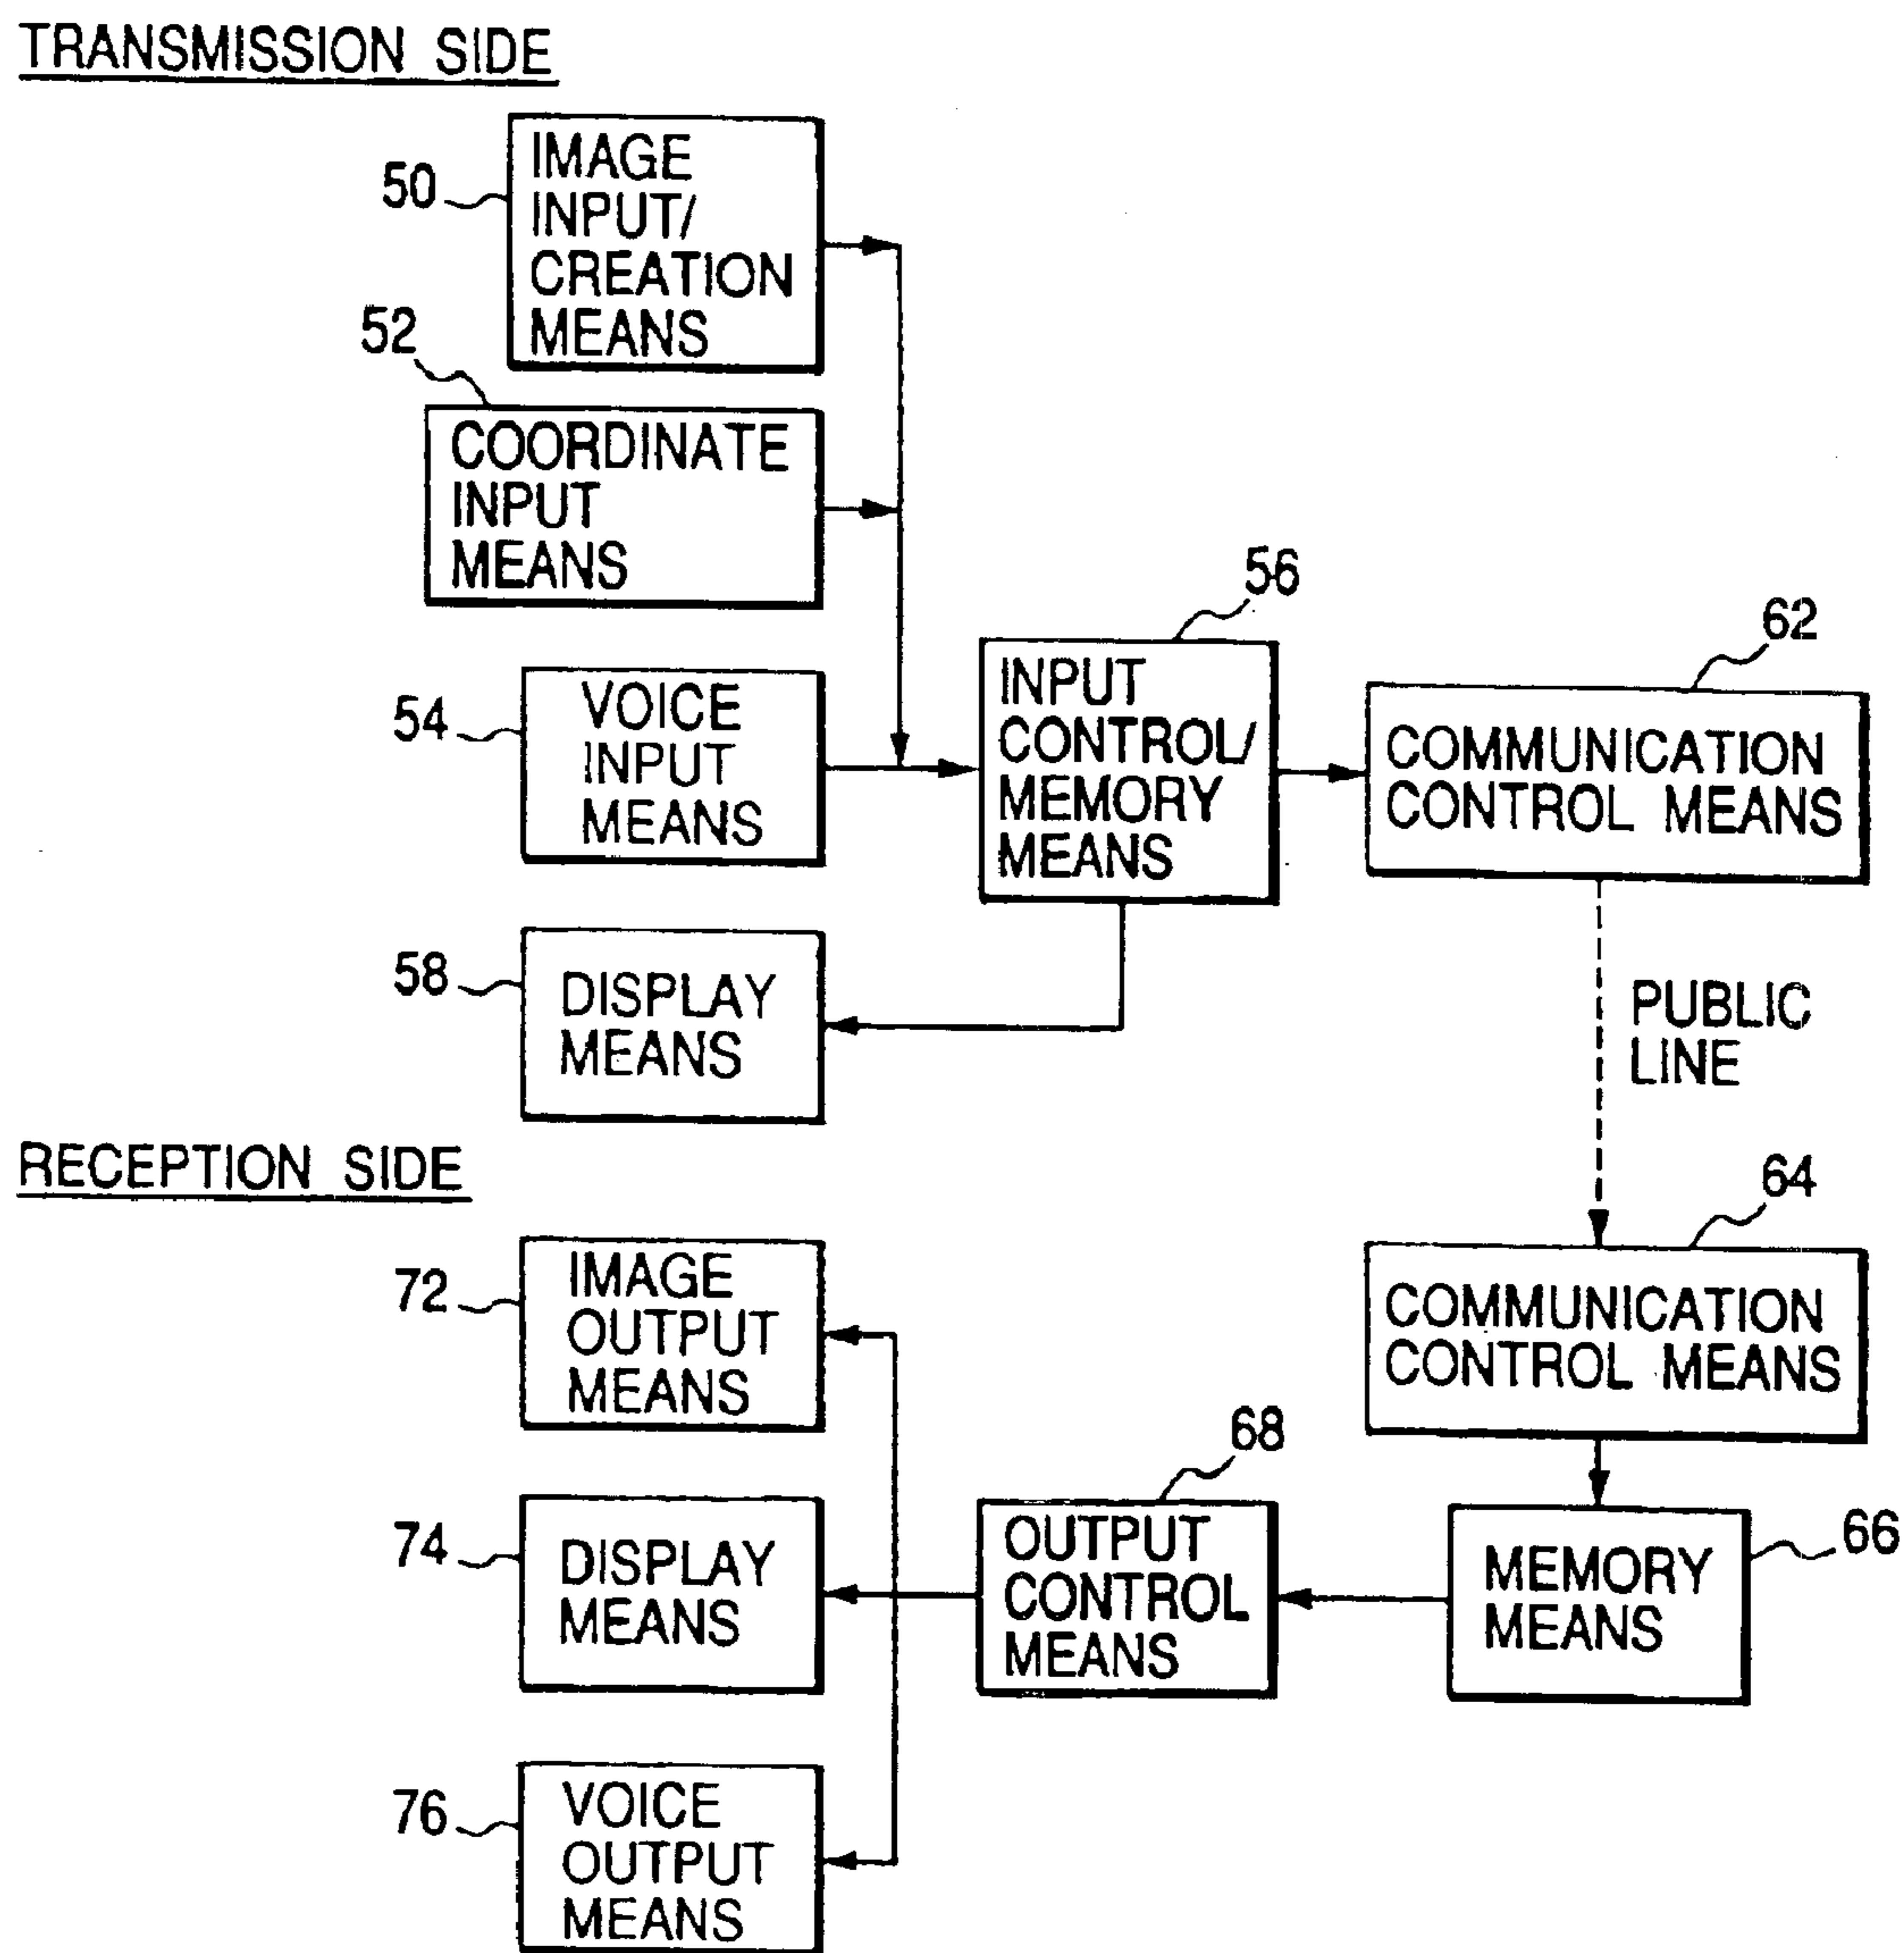 TRANSMISSION SIDE
50
IMAGE
INPUT/
CREATION
MEANS
52
COORDINATE
INPUT
MEANS
54
VOICE
INPUT
MEANS
56
INPUT
CONTROL/
MEMORY
MEANS
62
COMMUNICATION
CONTROL MEANS
58
DISPLAY
MEANS
PUBLIC
LINE
RECEPTION SIDE
64
COMMUNICATION
CONTROL MEANS
72
IMAGE
OUTPUT
MEANS
68
OUTPUT
CONTROL
MEANS
66
MEMORY
MEANS
74
DISPLAY
MEANS
76
VOICE
OUTPUT
MEANS